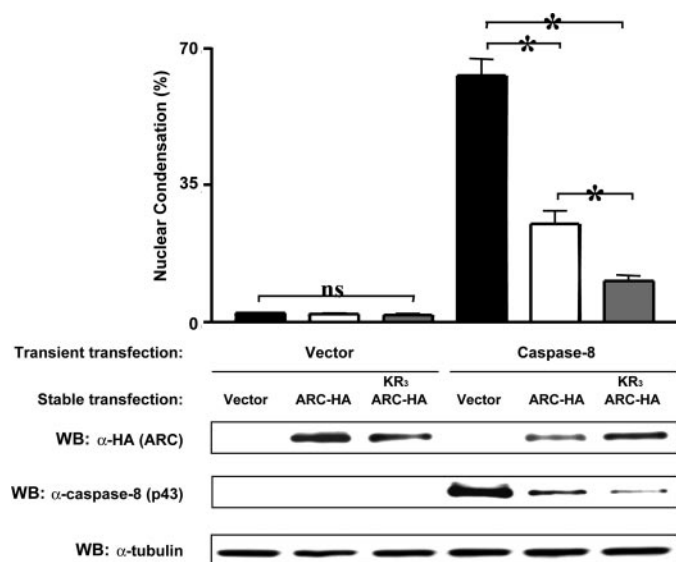 *
*
70
Nuclear Condensation (%)
35
*
ns
0
Transient transfection: Vector Caspase-8
KR₃ KR₃
Stable transfection: Vector ARC-HA ARC-HA Vector ARC-HA ARC-HA
WB: α-HA (ARC)
WB: α-caspase-8 (p43)
WB: α-tubulin